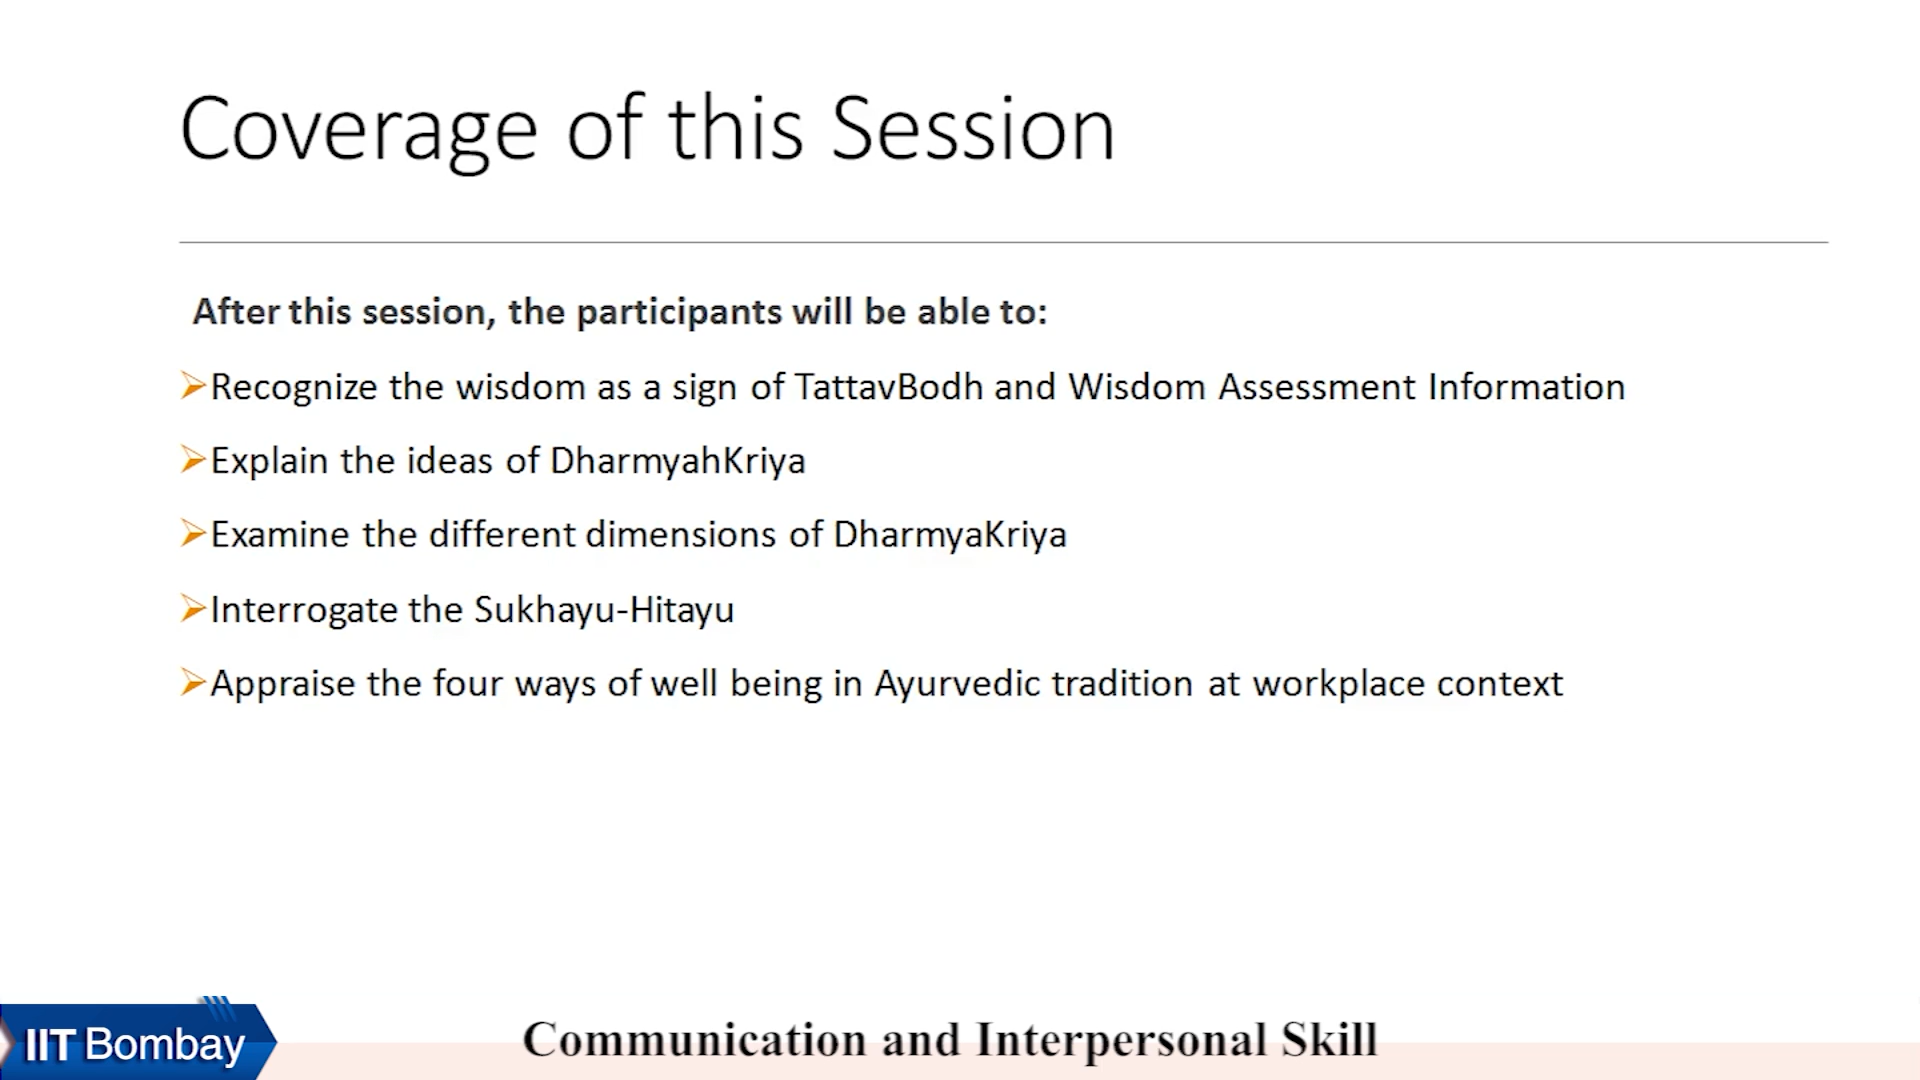 Coverage of this Session
After this session, the participants will be able to:
Recognize the wisdom as a sign of TattavBodh and Wisdom Assessment Information
Explain the ideas of DharmyahKriya
Examine the different dimensions of DharmyaKriya
Interrogate the Sukhayu-Hitayu
Appraise the four ways of well being in Ayurvedic tradition at workplace context
IIT Bombay
Communication and Interpersonal Skill